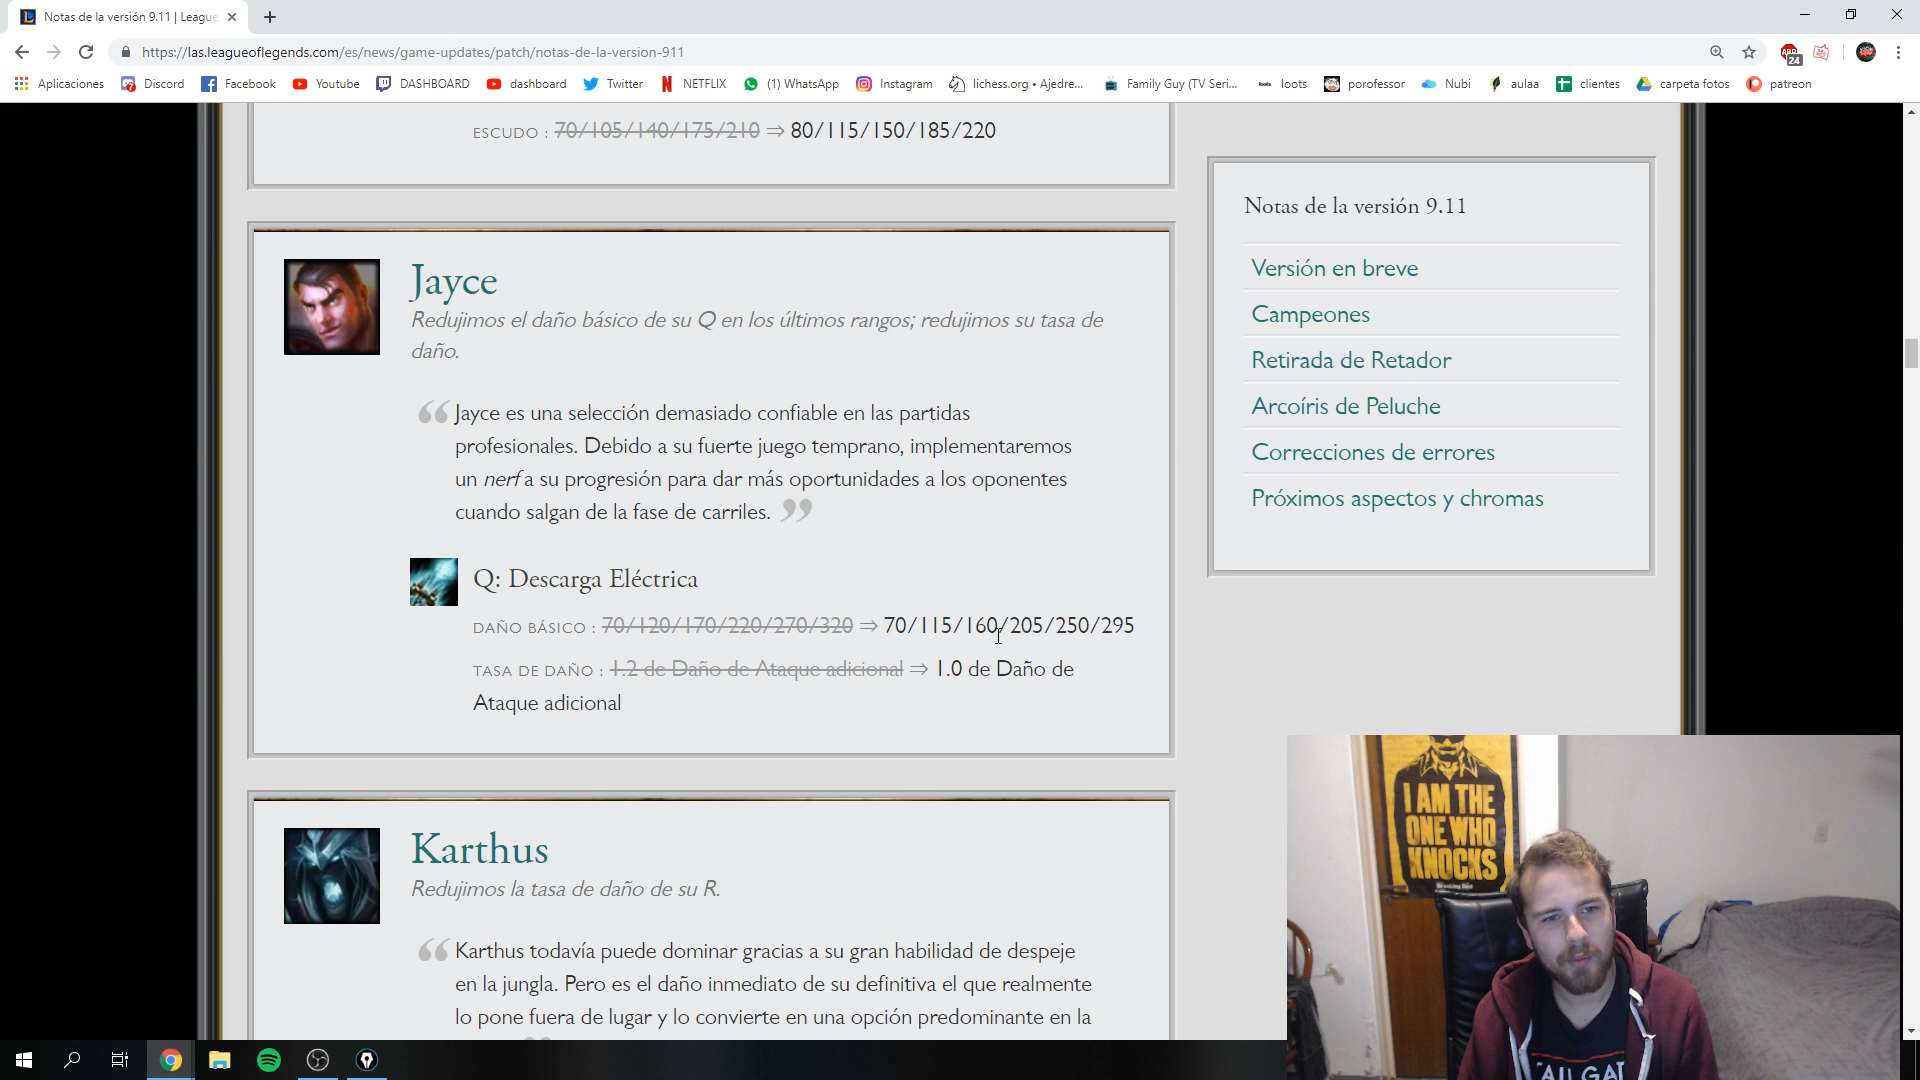 Notas de la versión 9.11 | League
https://las.leagueoflegends.com/es/news/game-updates/patch/notas-de-la-version-911
ABP
24
Aplicaciones
Discord
Facebook
Youtube
DASHBOARD
dashboard
Twitter
NETFLIX
(1) WhatsApp
Instagram
lichess.org • Ajedre...
Family Guy (TV Seri...
loots
loots
porofessor
Nubi
aulaa
clientes
carpeta fotos
patreon
ESCUDO : 70/105/140/175/210 ⇒ 80/115/150/185/220
Jayce
Redujimos el daño básico de su Q en los últimos rangos; redujimos su tasa de
daño.
“Jayce es una selección demasiado confiable en las partidas
profesionales. Debido a su fuerte juego temprano, implementaremos
un nerf a su progresión para dar más oportunidades a los oponentes
cuando salgan de la fase de carriles. ”
Q: Descarga Eléctrica
DAÑO BÁSICO : 70/120/170/220/270/320 ⇒ 70/115/160/205/250/295
TASA DE DAÑO : 1.2 de Daño de Ataque adicional ⇒ 1.0 de Daño de
Ataque adicional
Karthus
Redujimos la tasa de daño de su R.
“Karthus todavía puede dominar gracias a su gran habilidad de despeje
en la jungla. Pero es el daño inmediato de su definitiva el que realmente
lo pone fuera de lugar y lo convierte en una opción predominante en la
Notas de la versión 9.11
Versión en breve
Campeones
Retirada de Retador
Arcoíris de Peluche
Correcciones de errores
Próximos aspectos y chromas
I AM THE
ONE WHO
KNOCKS
Breaking Bad